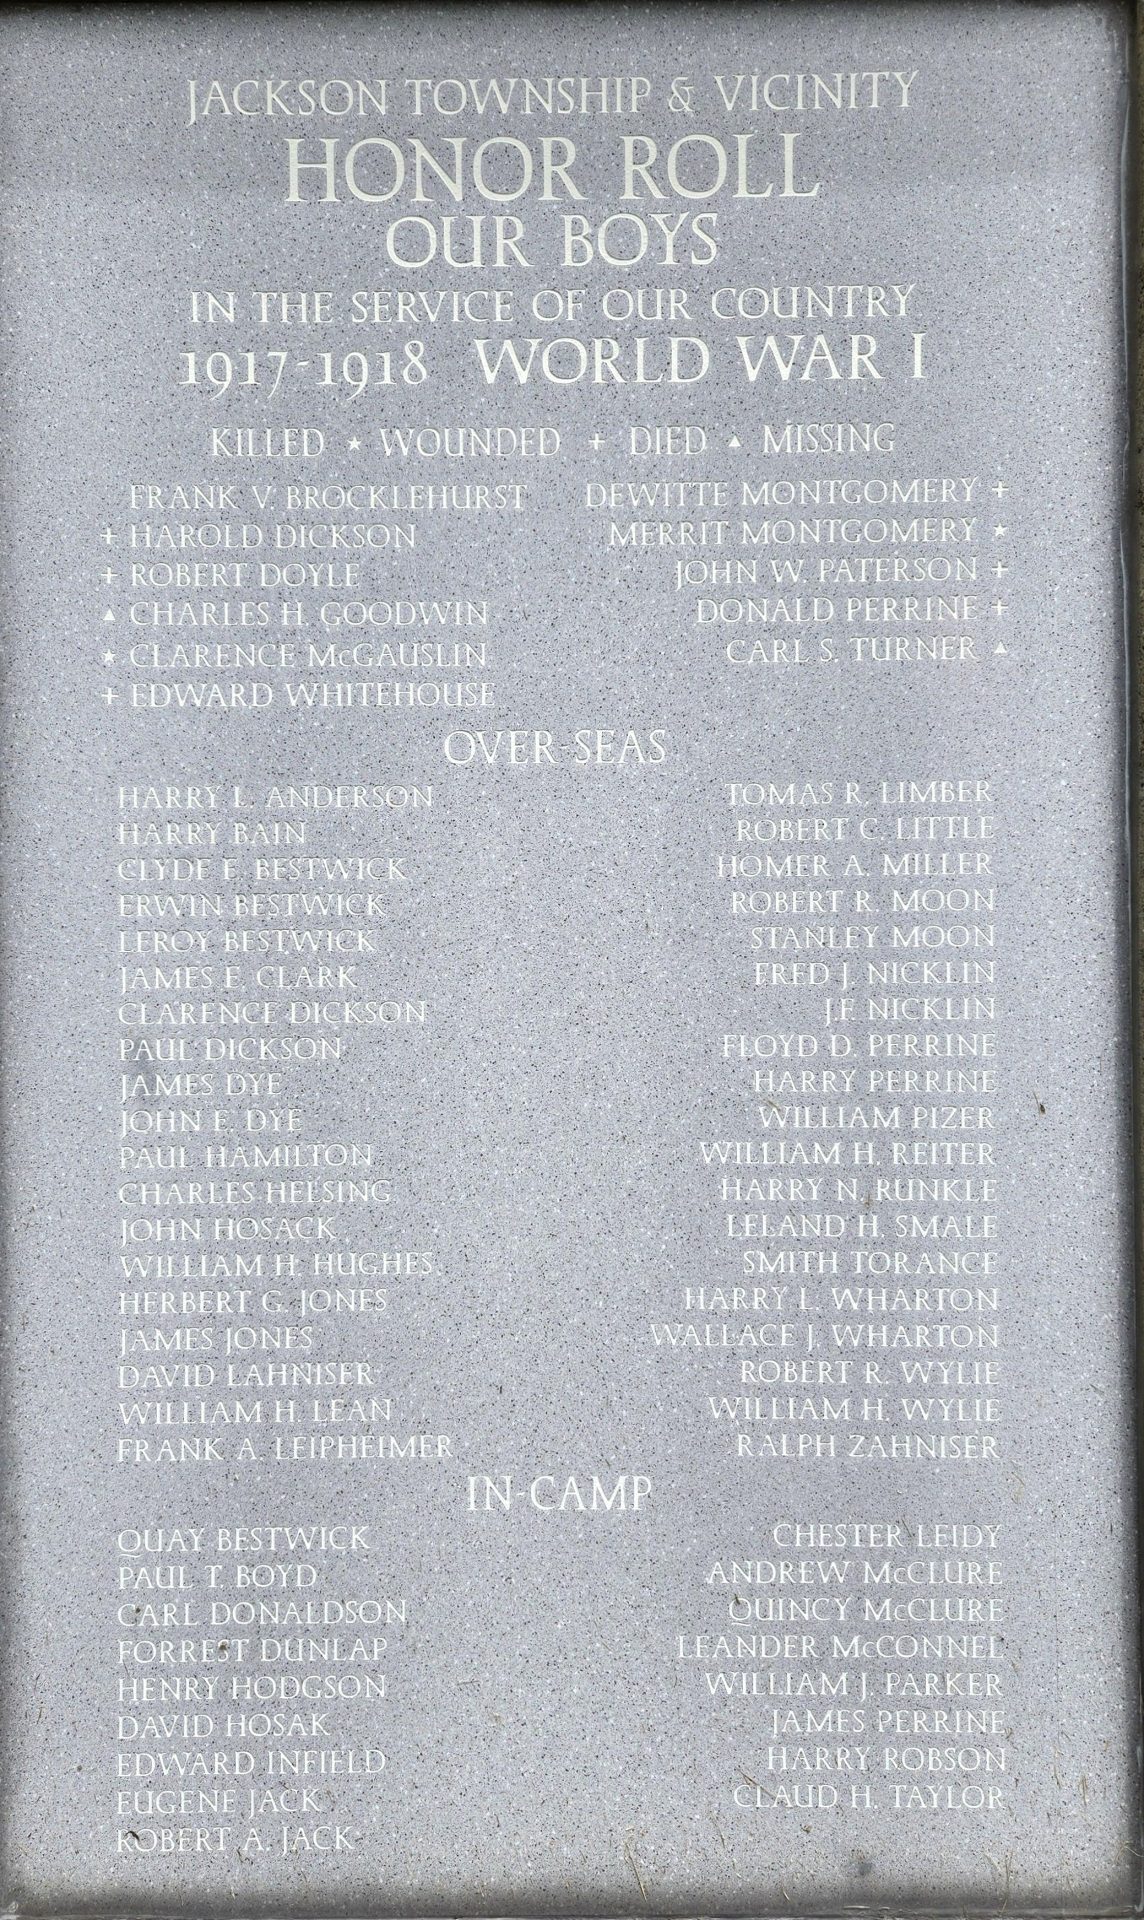 JACKSON TOWNSHIP & VICINITY
HONOR ROLL
OUR BOYS
IN THE SERVICE OF OUR COUNTRY
1917-1918 WORLD WAR I
KILLED ★ WOUNDED + DIED ▲ MISSING
FRANK V. BROCKLEHURST
+ HAROLD DICKSON
+ ROBERT DOYLE
▲ CHARLES H. GOODWIN
★ CLARENCE McGAUSLIN
+ EDWARD WHITEHOUSE
DEWITTE MONTGOMERY +
MERRIT MONTGOMERY ★
JOHN W. PATERSON +
DONALD PERRINE +
CARL S. TURNER ▲
OVER-SEAS
HARRY L. ANDERSON
HARRY BAIN
CLYDE E. BESTWICK
ERWIN BESTWICK
LEROY BESTWICK
JAMES E. CLARK
CLARENCE DICKSON
PAUL DICKSON
JAMES DYE
JOHN E. DYE
PAUL HAMILTON
CHARLES HELSING
JOHN HOSACK
WILLIAM H. HUGHES
HERBERT G. JONES
JAMES JONES
DAVID LAHNISER
WILLIAM H. LEAN
FRANK A. LEIPHEIMER
TOMAS R. LIMBER
ROBERT C. LITTLE
HOMER A. MILLER
ROBERT R. MOON
STANLEY MOON
FRED J. NICKLIN
J.F. NICKLIN
FLOYD D. PERRINE
HARRY PERRINE
WILLIAM PIZER
WILLIAM H. REITER
HARRY N. RUNKLE
LELAND H. SMALE
SMITH TORANCE
HARRY L. WHARTON
WALLACE J. WHARTON
ROBERT R. WYLIE
WILLIAM H. WYLIE
RALPH ZAHNISER
IN-CAMP
QUAY BESTWICK
PAUL T. BOYD
CARL DONALDSON
FORREST DUNLAP
HENRY HODGSON
DAVID HOSAK
EDWARD INFIELD
EUGENE JACK
ROBERT A. JACK
CHESTER LEIDY
ANDREW McCLURE
QUINCY McCLURE
LEANDER McCONNEL
WILLIAM J. PARKER
JAMES PERRINE
HARRY ROBSON
CLAUD H. TAYLOR